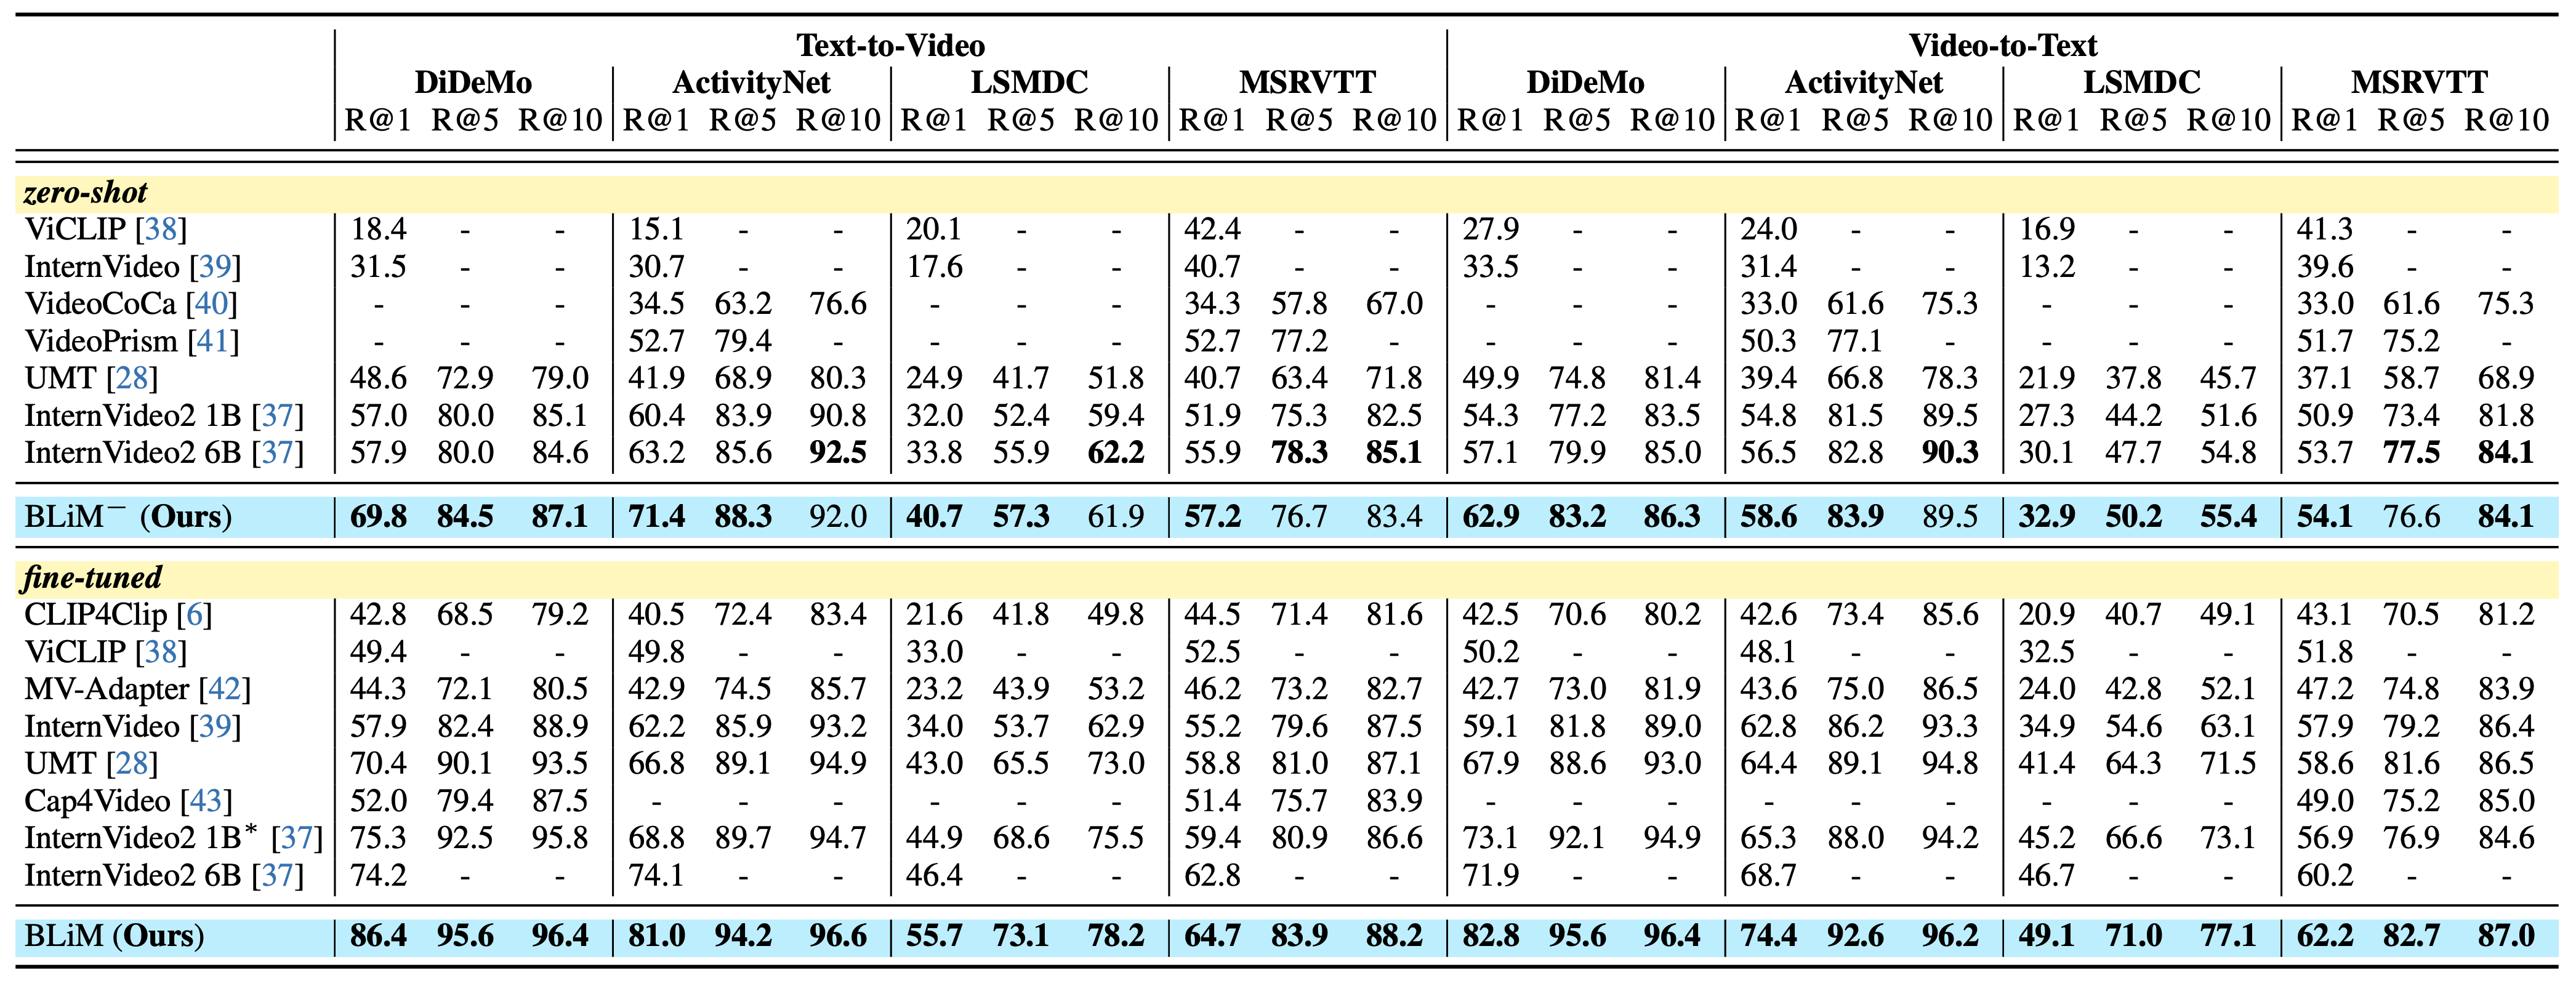 Text-to-Video Video-to-Text
DiDeMo ActivityNet LSMDC MSRVTT DiDeMo ActivityNet LSMDC MSRVTT
R@1 R@5 R@10 R@1 R@5 R@10 R@1 R@5 R@10 R@1 R@5 R@10 R@1 R@5 R@10 R@1 R@5 R@10 R@1 R@5 R@10 R@1 R@5 R@10
zero-shot
ViCLIP [38] 18.4 - - 15.1 - - 20.1 - - 42.4 - - 27.9 - - 24.0 - - 16.9 - - 41.3 - -
InternVideo [39] 31.5 - - 30.7 - - 17.6 - - 40.7 - - 33.5 - - 31.4 - - 13.2 - - 39.6 - -
VideoCoCa [40] - - - 34.5 63.2 76.6 - - - 34.3 57.8 67.0 - - - 33.0 61.6 75.3 - - - 33.0 61.6 75.3
VideoPrism [41] - - - 52.7 79.4 - - - - 52.7 77.2 - - - - 50.3 77.1 - - - - 51.7 75.2 -
UMT [28] 48.6 72.9 79.0 41.9 68.9 80.3 24.9 41.7 51.8 40.7 63.4 71.8 49.9 74.8 81.4 39.4 66.8 78.3 21.9 37.8 45.7 37.1 58.7 68.9
InternVideo2 1B [37] 57.0 80.0 85.1 60.4 83.9 90.8 32.0 52.4 59.4 51.9 75.3 82.5 54.3 77.2 83.5 54.8 81.5 89.5 27.3 44.2 51.6 50.9 73.4 81.8
InternVideo2 6B [37] 57.9 80.0 84.6 63.2 85.6 92.5 33.8 55.9 62.2 55.9 78.3 85.1 57.1 79.9 85.0 56.5 82.8 90.3 30.1 47.7 54.8 53.7 77.5 84.1
BLiM⁻ (Ours) 69.8 84.5 87.1 71.4 88.3 92.0 40.7 57.3 61.9 57.2 76.7 83.4 62.9 83.2 86.3 58.6 83.9 89.5 32.9 50.2 55.4 54.1 76.6 84.1
fine-tuned
CLIP4Clip [6] 42.8 68.5 79.2 40.5 72.4 83.4 21.6 41.8 49.8 44.5 71.4 81.6 42.5 70.6 80.2 42.6 73.4 85.6 20.9 40.7 49.1 43.1 70.5 81.2
ViCLIP [38] 49.4 - - 49.8 - - 33.0 - - 52.5 - - 50.2 - - 48.1 - - 32.5 - - 51.8 - -
MV-Adapter [42] 44.3 72.1 80.5 42.9 74.5 85.7 23.2 43.9 53.2 46.2 73.2 82.7 42.7 73.0 81.9 43.6 75.0 86.5 24.0 42.8 52.1 47.2 74.8 83.9
InternVideo [39] 57.9 82.4 88.9 62.2 85.9 93.2 34.0 53.7 62.9 55.2 79.6 87.5 59.1 81.8 89.0 62.8 86.2 93.3 34.9 54.6 63.1 57.9 79.2 86.4
UMT [28] 70.4 90.1 93.5 66.8 89.1 94.9 43.0 65.5 73.0 58.8 81.0 87.1 67.9 88.6 93.0 64.4 89.1 94.8 41.4 64.3 71.5 58.6 81.6 86.5
Cap4Video [43] 52.0 79.4 87.5 - - - - - - 51.4 75.7 83.9 - - - - - - - - - 49.0 75.2 85.0
InternVideo2 1B* [37] 75.3 92.5 95.8 68.8 89.7 94.7 44.9 68.6 75.5 59.4 80.9 86.6 73.1 92.1 94.9 65.3 88.0 94.2 45.2 66.6 73.1 56.9 76.9 84.6
InternVideo2 6B [37] 74.2 - - 74.1 - - 46.4 - - 62.8 - - 71.9 - - 68.7 - - 46.7 - - 60.2 - -
BLiM (Ours) 86.4 95.6 96.4 81.0 94.2 96.6 55.7 73.1 78.2 64.7 83.9 88.2 82.8 95.6 96.4 74.4 92.6 96.2 49.1 71.0 77.1 62.2 82.7 87.0